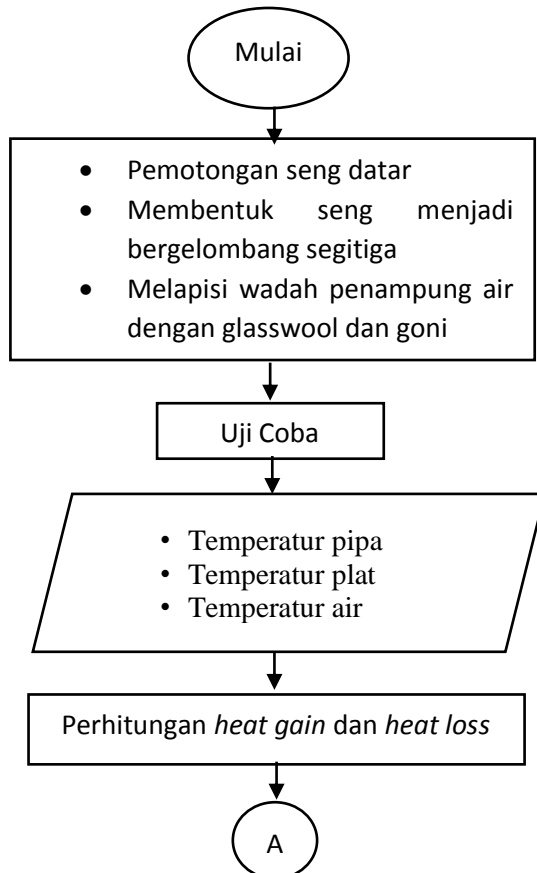 Mulai
• Pemotongan seng datar
• Membentuk seng menjadi
bergelombang segitiga
• Melapisi wadah penampung air
dengan glasswool dan goni
Uji Coba
• Temperatur pipa
• Temperatur plat
• Temperatur air
Perhitungan heat gain dan heat loss
A